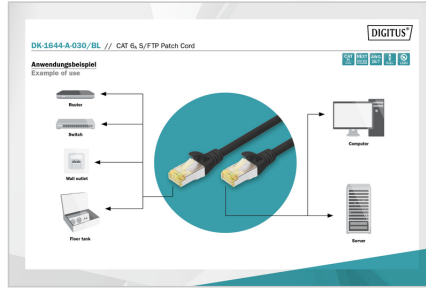 DIGITUS®
DK-1644-A-030/BL // CAT 6A S/FTP Patch Cord
Anwendungsbeispiel
Example of use
CAT
Router
Switch
Wall outlet
Floor tank
Computer
Server